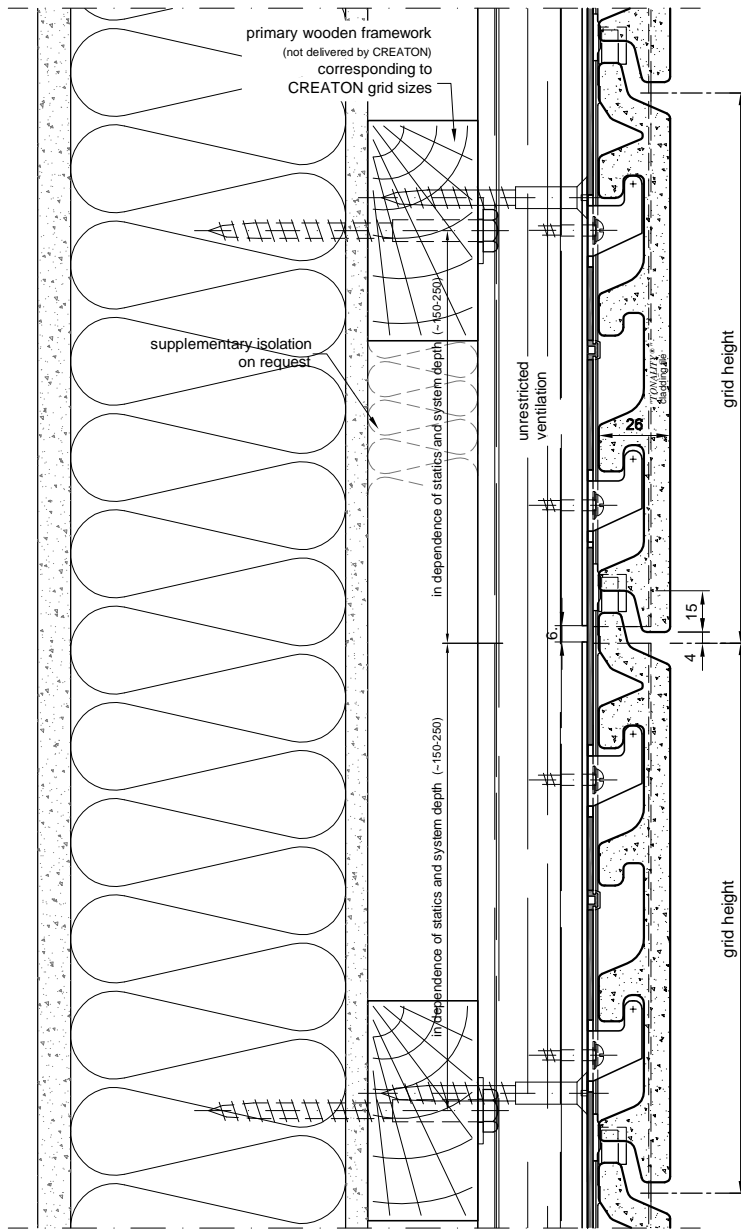 primary wooden framework
(not delivered by CREATON)
corresponding to
CREATON grid sizes
supplementary isolation
on request
in dependence of statics and system depth (~150-250)
unrestricted
ventilation
TONALITY®
cladding tile
26
grid height
15
6
4
in dependence of statics and system depth (~150-250)
grid height